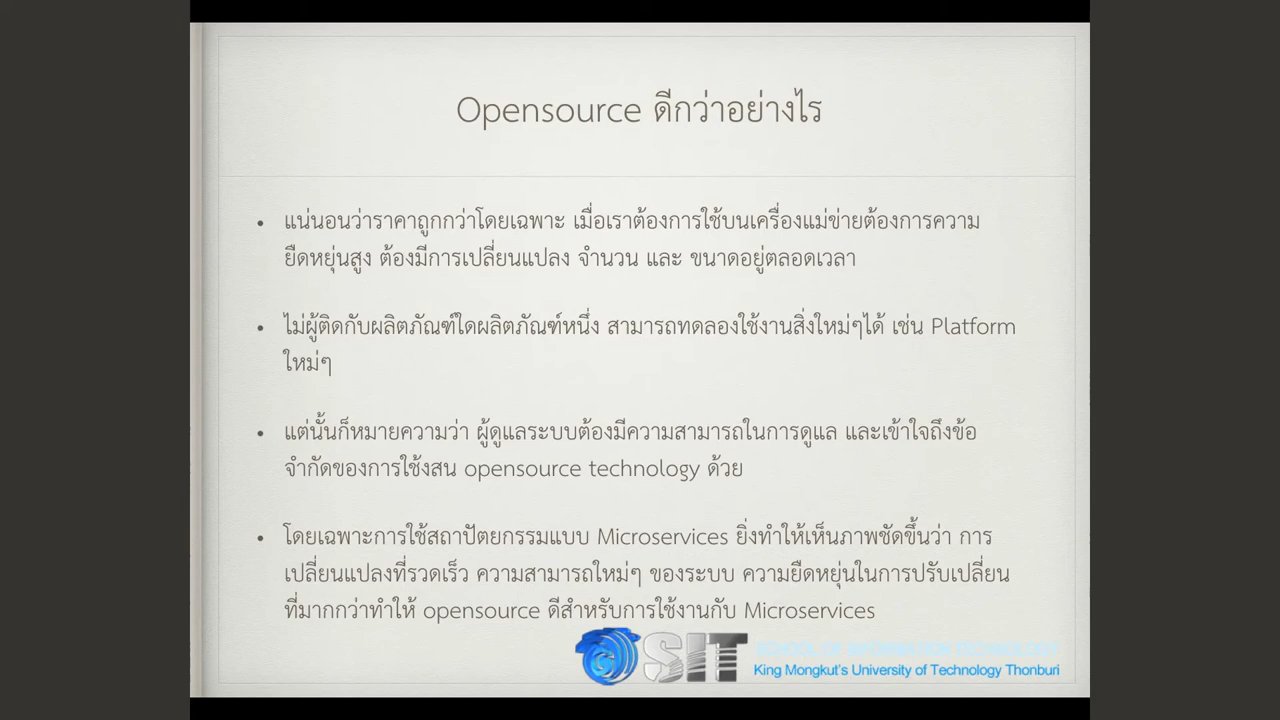 Opensource ดีกว่าอย่างไร
• แน่นอนว่าราคาถูกกว่าโดยเฉพาะ เมื่อเราต้องการใช้บนเครื่องแม่ข่ายต้องการความ
ยืดหยุ่นสูง ต้องมีการเปลี่ยนแปลง จำนวน และ ขนาดอยู่ตลอดเวลา
• ไม่ผู้ติดกับผลิตภัณฑ์ใดผลิตภัณฑ์หนึ่ง สามารถทดลองใช้งานสิ่งใหม่ๆได้ เช่น Platform
ใหม่ๆ
• แต่นั้นก็หมายความว่า ผู้ดูแลระบบต้องมีความสามารถในการดูแล และเข้าใจถึงข้อ
จำกัดของการใช้งสน opensource technology ด้วย
• โดยเฉพาะการใช้สถาปัตยกรรมแบบ Microservices ยิ่งทำให้เห็นภาพชัดขึ้นว่า การ
เปลี่ยนแปลงที่รวดเร็ว ความสามารถใหม่ๆ ของระบบ ความยืดหยุ่นในการปรับเปลี่ยน
ที่มากกว่าทำให้ opensource ดีสำหรับการใช้งานกับ Microservices
SIT SCHOOL OF INFORMATION TECHNOLOGY
King Mongkut's University of Technology Thonburi